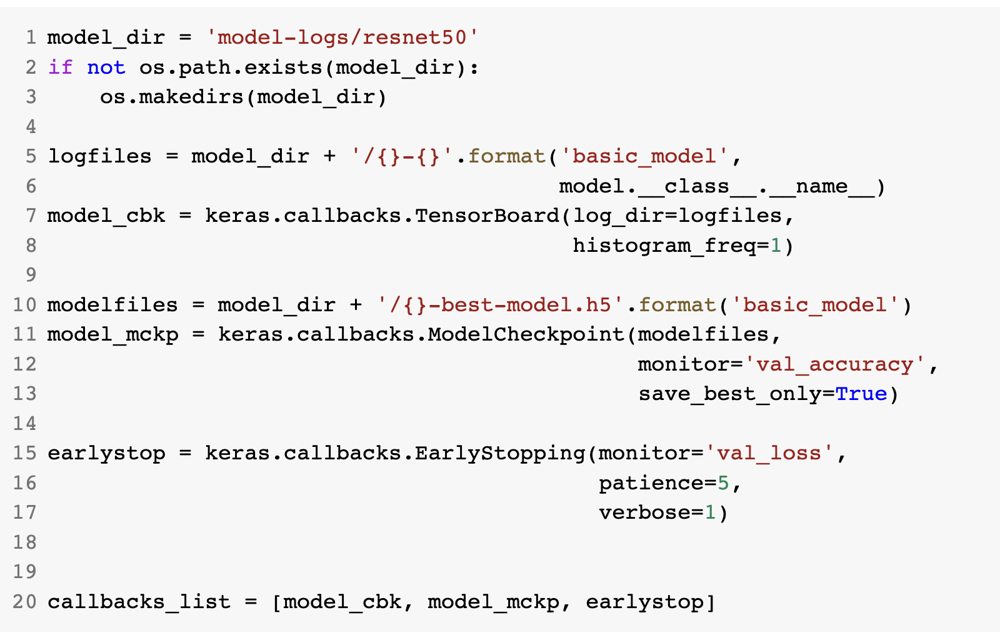 1 model_dir = 'model-logs/resnet50'
2 if not os.path.exists(model_dir):
3     os.makedirs(model_dir)
4
5 logfiles = model_dir + '/{}-{}'.format('basic_model',
6                                        model.__class__.__name__)
7 model_cbk = keras.callbacks.TensorBoard(log_dir=logfiles,
8                                         histogram_freq=1)
9
10 modelfiles = model_dir + '/{}-best-model.h5'.format('basic_model')
11 model_mckp = keras.callbacks.ModelCheckpoint(modelfiles,
12                                              monitor='val_accuracy',
13                                              save_best_only=True)
14
15 earlystop = keras.callbacks.EarlyStopping(monitor='val_loss',
16                                           patience=5,
17                                           verbose=1)
18
19
20 callbacks_list = [model_cbk, model_mckp, earlystop]